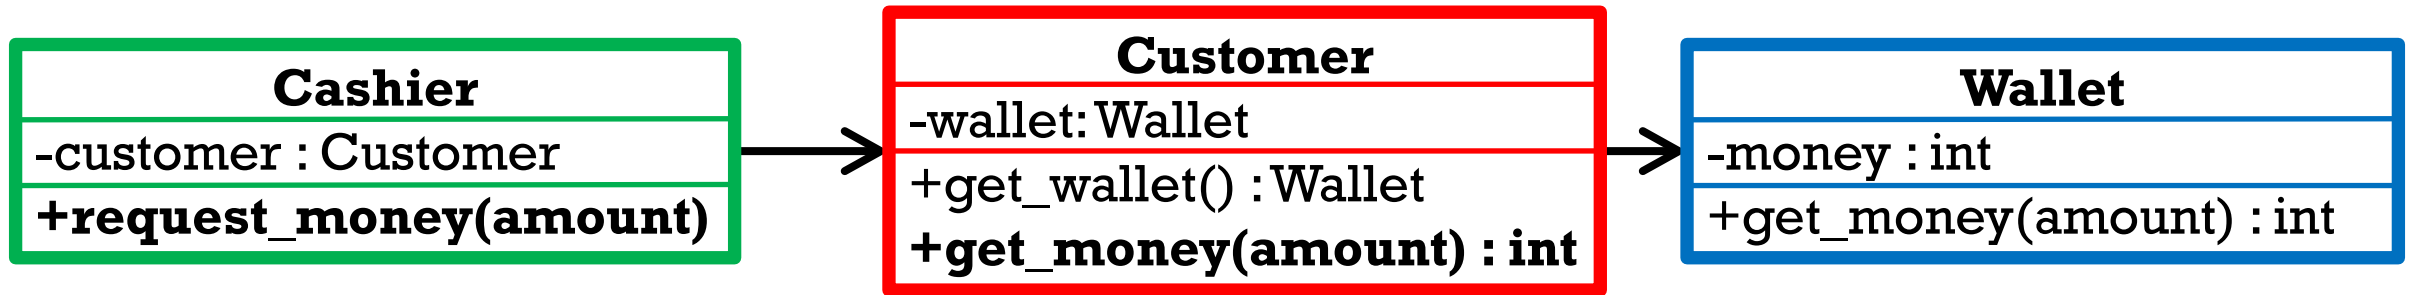 Cashier
-customer : Customer
+request_money(amount)
Customer
-wallet: Wallet
+get_wallet() : Wallet
+get_money(amount) : int
Wallet
-money : int
+get_money(amount) : int